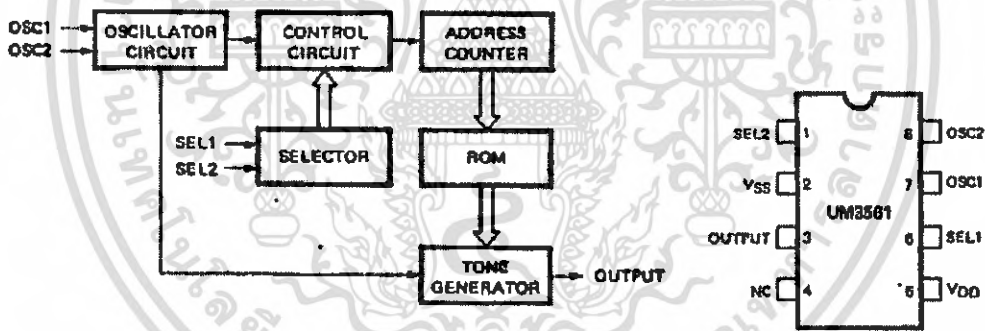 OSC1
OSC2
OSCILLATOR
CIRCUIT
CONTROL
CIRCUIT
ADDRESS
COUNTER
SEL1
SEL2
SELECTOR
ROM
TONE
GENERATOR
OUTPUT
SEL2 1
VSS 2
OUTPUT 3
NC 4
UM3561
8 OSC2
7 OSC1
6 SEL1
5 VDD